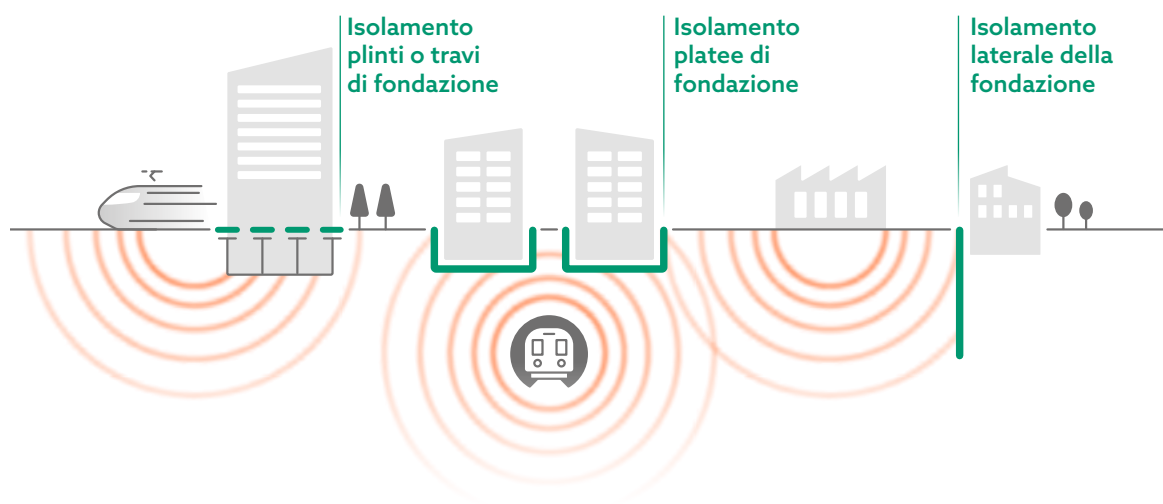 Isolamento
plinti o travi
di fondazione
Isolamento
platee di
fondazione
Isolamento
laterale della
fondazione